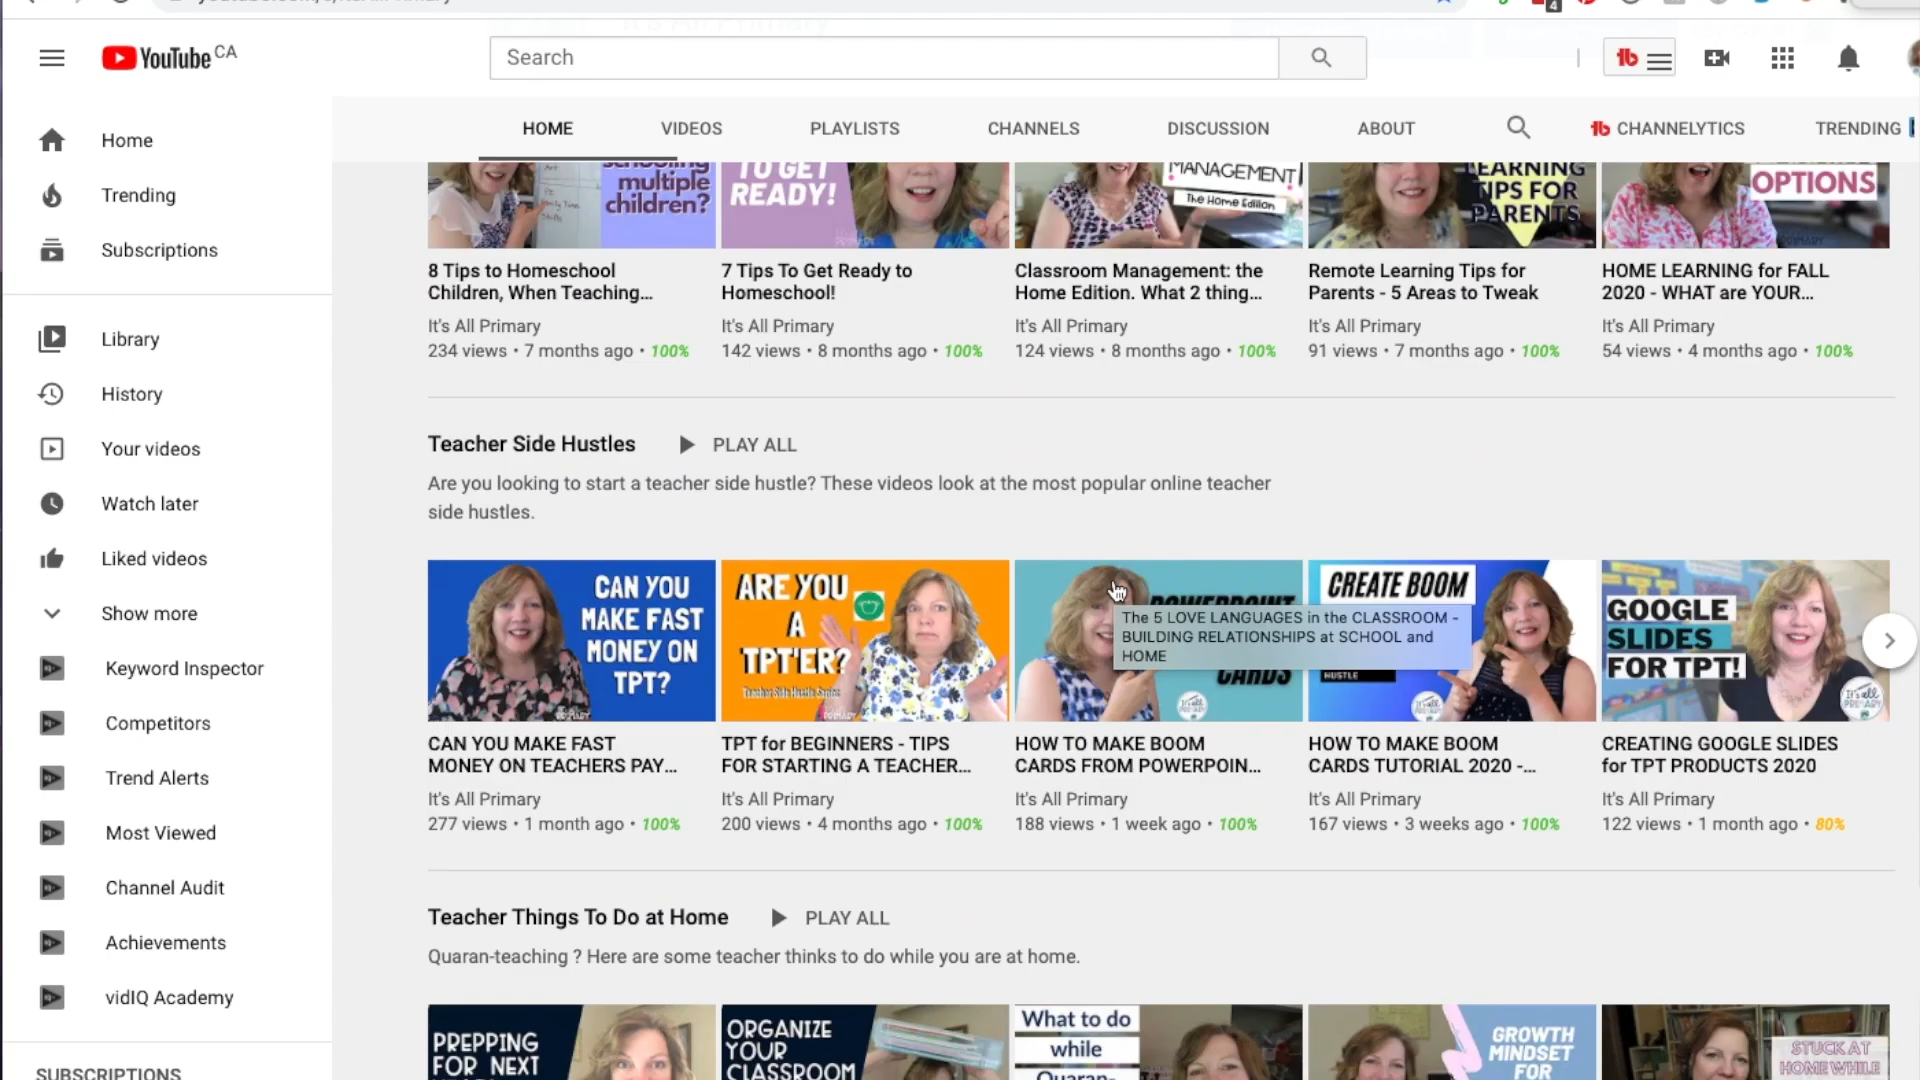 YouTube CA
Search
4
HOME
VIDEOS
PLAYLISTS
CHANNELS
DISCUSSION
ABOUT
CHANNELYTICS
TRENDING
Home
Trending
Subscriptions
Library
History
Your videos
Watch later
Liked videos
Show more
Keyword Inspector
Competitors
Trend Alerts
Most Viewed
Channel Audit
Achievements
vidIQ Academy
SUBSCRIPTIONS
schooling
multiple
children?
TO GET
READY!
MANAGEMENT
The Home Edition
LEARNING
TIPS FOR
PARENTS
OPTIONS
8 Tips to Homeschool
Children, When Teaching...
It's All Primary
234 views • 7 months ago • 100%
7 Tips To Get Ready to
Homeschool!
It's All Primary
142 views • 8 months ago • 100%
Classroom Management: the
Home Edition. What 2 thing...
It's All Primary
124 views • 8 months ago • 100%
Remote Learning Tips for
Parents - 5 Areas to Tweak
It's All Primary
91 views • 7 months ago • 100%
HOME LEARNING for FALL
2020 - WHAT are YOUR...
It's All Primary
54 views • 4 months ago • 100%
Teacher Side Hustles
PLAY ALL
Are you looking to start a teacher side hustle? These videos look at the most popular online teacher
side hustles.
CAN YOU
MAKE FAST
MONEY ON
TPT?
ARE YOU
A
TPT'ER?
Teacher Side Hustle Series
POWERPOINT
CARDS
The 5 LOVE LANGUAGES in the CLASSROOM -
BUILDING RELATIONSHIPS at SCHOOL and
HOME
CREATE BOOM
HUSTLE
GOOGLE
SLIDES
FOR TPT!
It's all
PRIMARY
CAN YOU MAKE FAST
MONEY ON TEACHERS PAY...
It's All Primary
277 views • 1 month ago • 100%
TPT for BEGINNERS - TIPS
FOR STARTING A TEACHER...
It's All Primary
200 views • 4 months ago • 100%
HOW TO MAKE BOOM
CARDS FROM POWERPOIN...
It's All Primary
188 views • 1 week ago • 100%
HOW TO MAKE BOOM
CARDS TUTORIAL 2020 -...
It's All Primary
167 views • 3 weeks ago • 100%
CREATING GOOGLE SLIDES
for TPT PRODUCTS 2020
It's All Primary
122 views • 1 month ago • 80%
Teacher Things To Do at Home
PLAY ALL
Quaran-teaching ? Here are some teacher thinks to do while you are at home.
PREPPING
FOR NEXT
ORGANIZE
YOUR
CLASSROOM
What to do
while
Quaran-
GROWTH
MINDSET
FOR
STUCK AT
HOME WHILE